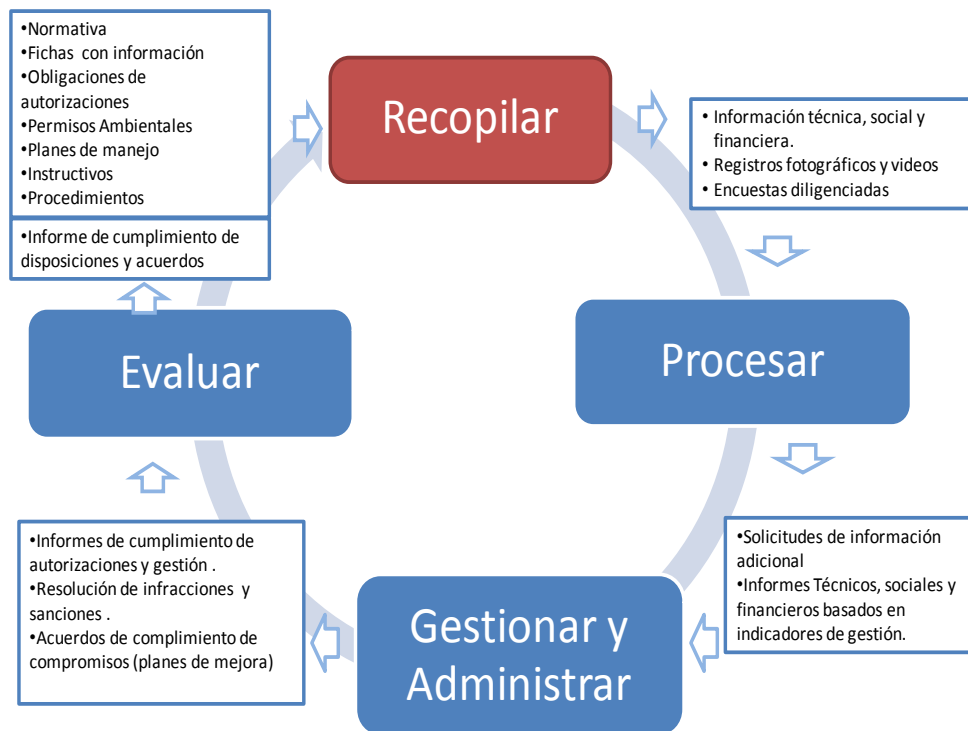 •Normativa
•Fichas con información
•Obligaciones de
autorizaciones
•Permisos Ambientales
•Planes de manejo
•Instructivos
•Procedimientos
•Informe de cumplimiento de
disposiciones y acuerdos
Recopilar
• Información técnica, social y
financiera.
• Registros fotográficos y videos
• Encuestas diligenciadas
Procesar
•Solicitudes de información
adicional
•Informes Técnicos, sociales y
financieros basados en
indicadores de gestión.
Gestionar y
Administrar
•Informes de cumplimiento de
autorizaciones y gestión .
•Resolución de infracciones y
sanciones .
•Acuerdos de complimiento de
compromisos (planes de mejora)
Evaluar